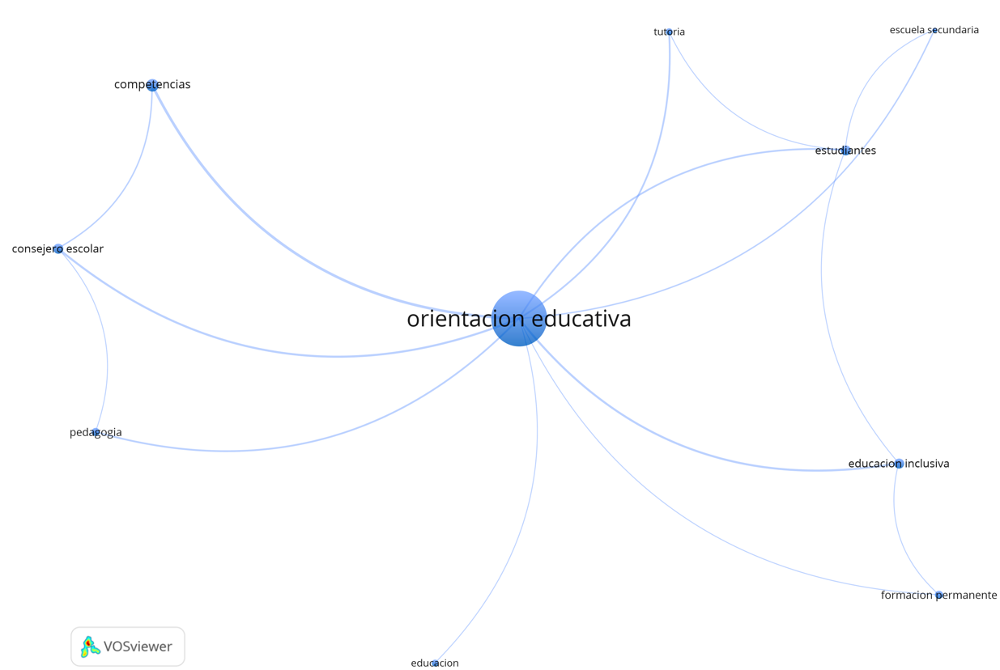 tutoria
escuela secundaria
competencias
estudiantes
consejero escolar
orientacion educativa
pedagogia
educacion inclusiva
formacion permanente
VOSviewer
educacion